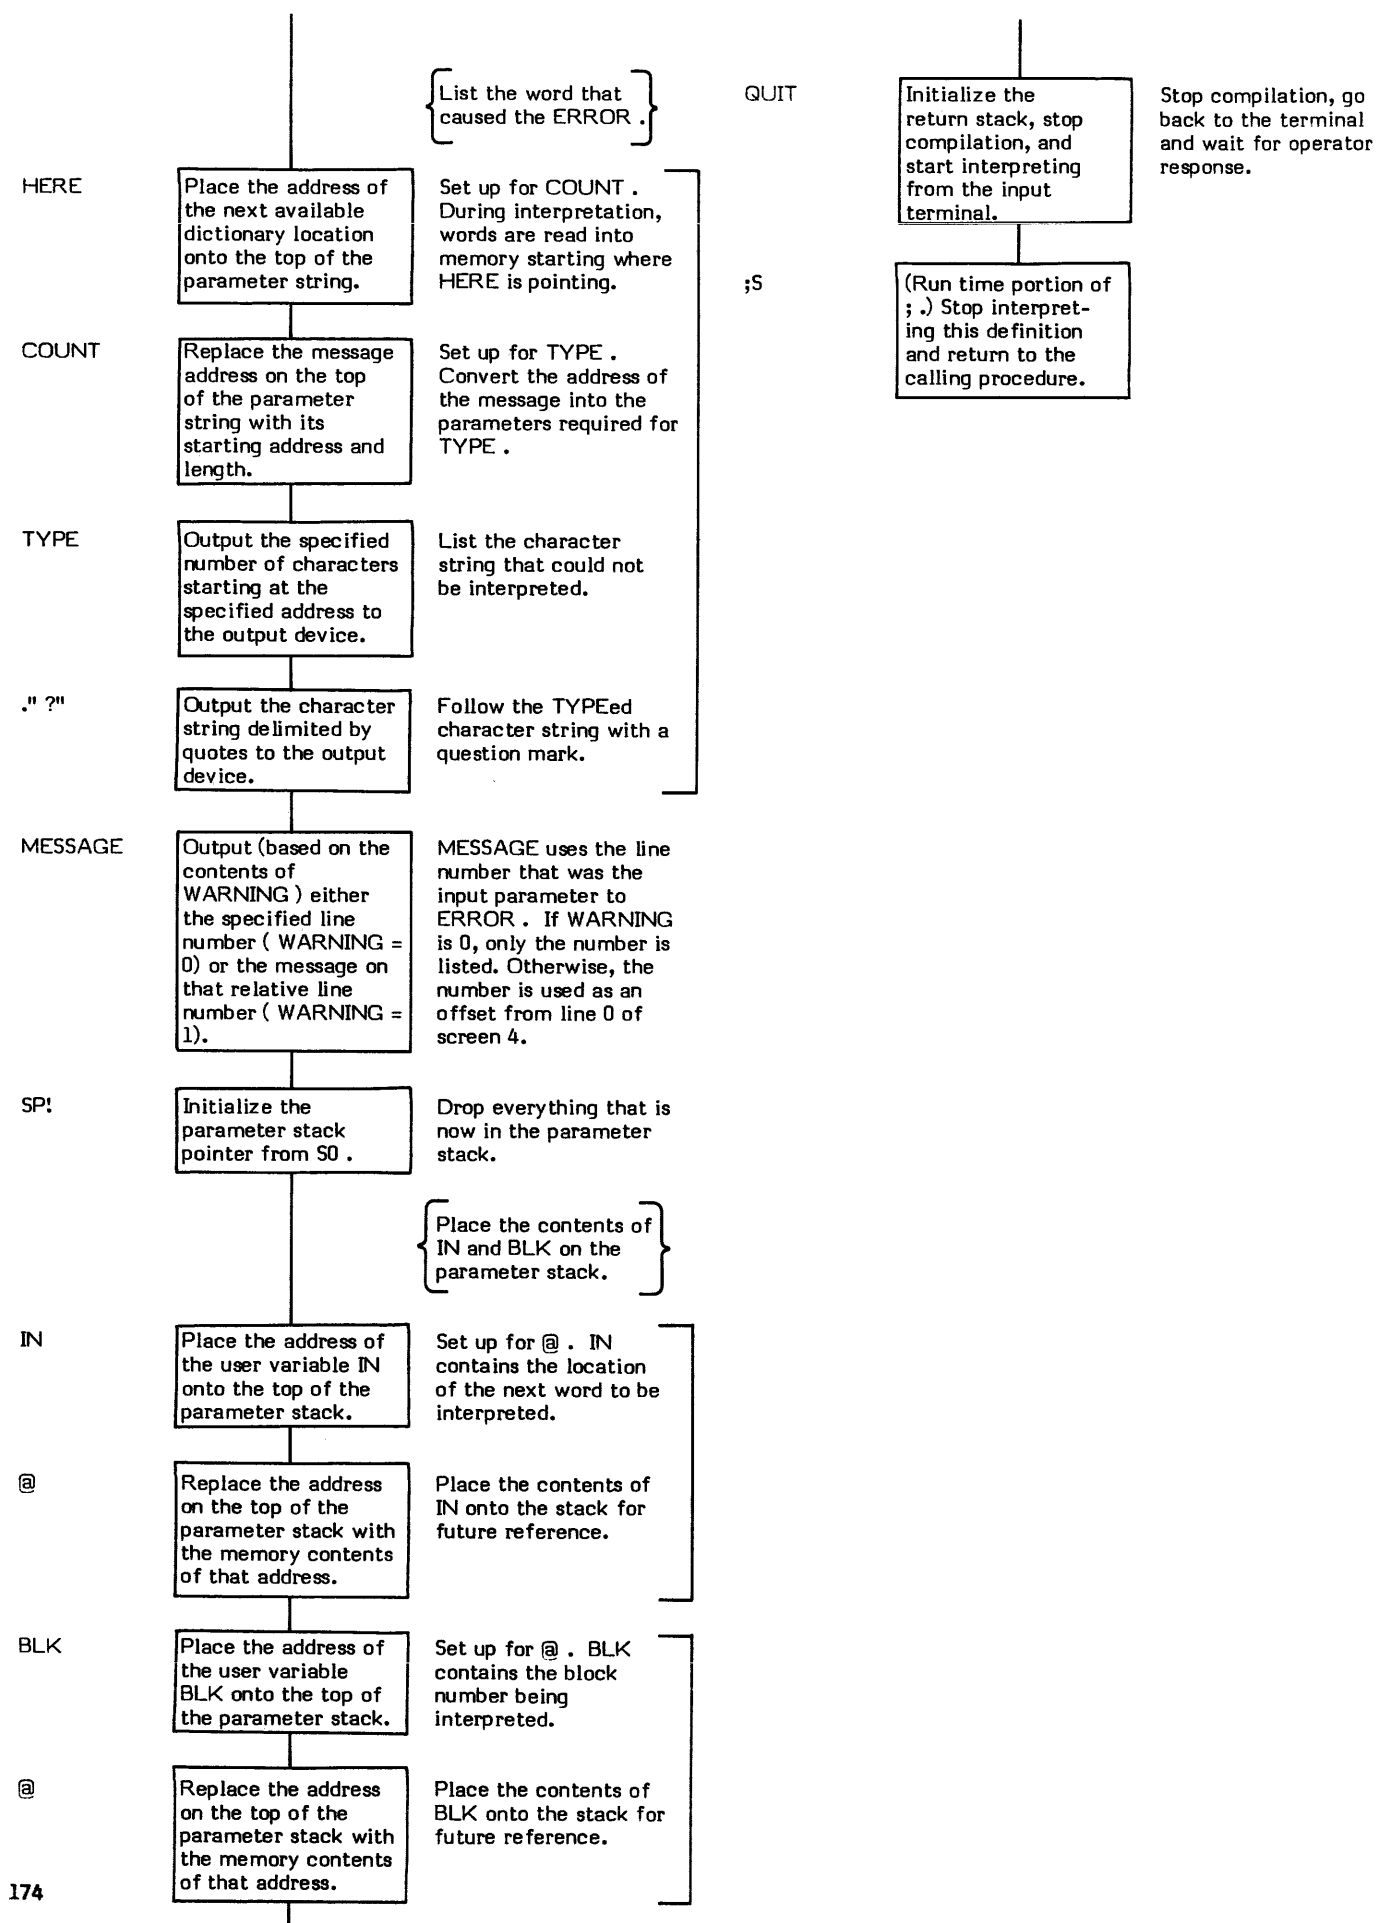 List the word that
caused the ERROR .
HERE
Place the address of
the next available
dictionary location
onto the top of the
parameter string.
Set up for COUNT .
During interpretation,
words are read into
memory starting where
HERE is pointing.
COUNT
Replace the message
address on the top
of the parameter
string with its
starting address and
length.
Set up for TYPE .
Convert the address of
the message into the
parameters required for
TYPE .
TYPE
Output the specified
number of characters
starting at the
specified address to
the output device.
List the character
string that could not
be interpreted.
." ?"
Output the character
string delimited by
quotes to the output
device.
Follow the TYPEed
character string with a
question mark.
MESSAGE
Output (based on the
contents of
WARNING ) either
the specified line
number ( WARNING =
0) or the message on
that relative line
number ( WARNING =
1).
MESSAGE uses the line
number that was the
input parameter to
ERROR . If WARNING
is 0, only the number is
listed. Otherwise, the
number is used as an
offset from line 0 of
screen 4.
SP!
Initialize the
parameter stack
pointer from S0 .
Drop everything that is
now in the parameter
stack.
Place the contents of
IN and BLK on the
parameter stack.
IN
Place the address of
the user variable IN
onto the top of the
parameter stack.
Set up for @ . IN
contains the location
of the next word to be
interpreted.
@
Replace the address
on the top of the
parameter stack with
the memory contents
of that address.
Place the contents of
IN onto the stack for
future reference.
BLK
Place the address of
the user variable
BLK onto the top of
the parameter stack.
Set up for @ . BLK
contains the block
number being
interpreted.
@
Replace the address
on the top of the
parameter stack with
the memory contents
of that address.
Place the contents of
BLK onto the stack for
future reference.
174
QUIT
Initialize the
return stack, stop
compilation, and
start interpreting
from the input
terminal.
Stop compilation, go
back to the terminal
and wait for operator
response.
;S
(Run time portion of
; .) Stop interpret-
ing this definition
and return to the
calling procedure.